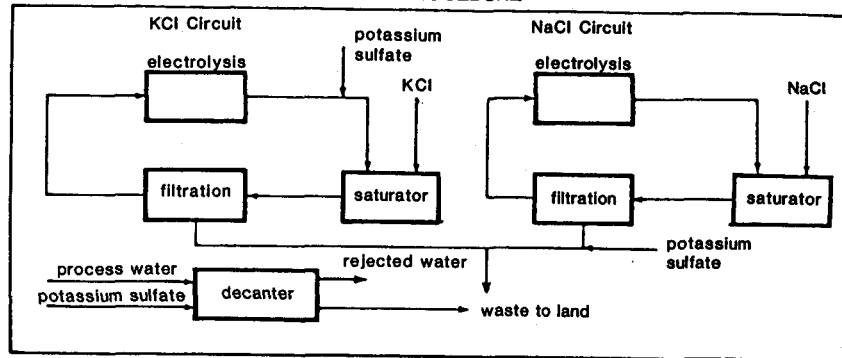 KCl Circuit
potassium
sulfate
NaCl Circuit
electrolysis
electrolysis
KCl
NaCl
filtration
saturator
filtration
saturator
potassium
sulfate
process water
rejected water
potassium sulfate
decanter
waste to land